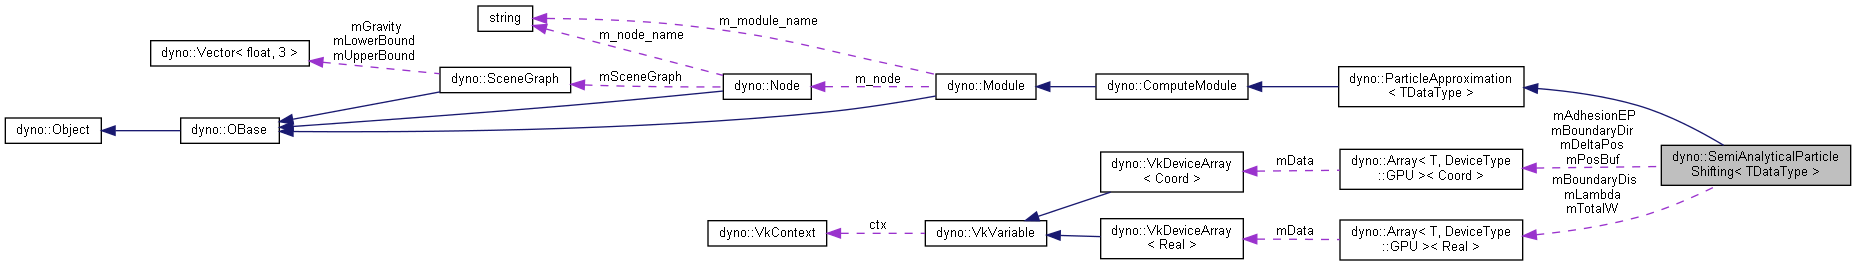 string
m_module_name
m_node_name
mGravity
mLowerBound
mUpperBound
dyno::Vector< float, 3 >
dyno::SceneGraph
mSceneGraph
dyno::Node
m_node
dyno::Module
dyno::ComputeModule
dyno::ParticleApproximation
< TDataType >
dyno::Object
dyno::OBase
mAdhesionEP
mBoundaryDir
mDeltaPos
mPosBuf
dyno::SemiAnalyticalParticle
Shifting< TDataType >
dyno::VkDeviceArray
< Coord >
mData
dyno::Array< T, DeviceType
::GPU >< Coord >
mBoundaryDis
mLambda
mTotalW
dyno::VkContext
ctx
dyno::VkVariable
dyno::VkDeviceArray
< Real >
mData
dyno::Array< T, DeviceType
::GPU >< Real >